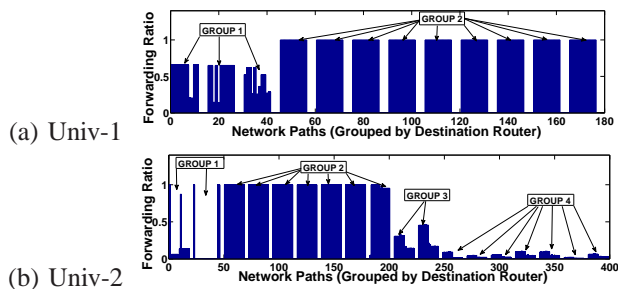 (a) Univ-1
Forwarding Ratio
1
0.5
0
GROUP 1
GROUP 2
0 20 40 60 80 100 120 140 160 180
Network Paths (Grouped by Destination Router)
(b) Univ-2
Forwarding Ratio
1
0.5
0
GROUP 1
GROUP 2
GROUP 3
GROUP 4
0 50 100 150 200 250 300 350 400
Network Paths (Grouped by Destination Router)